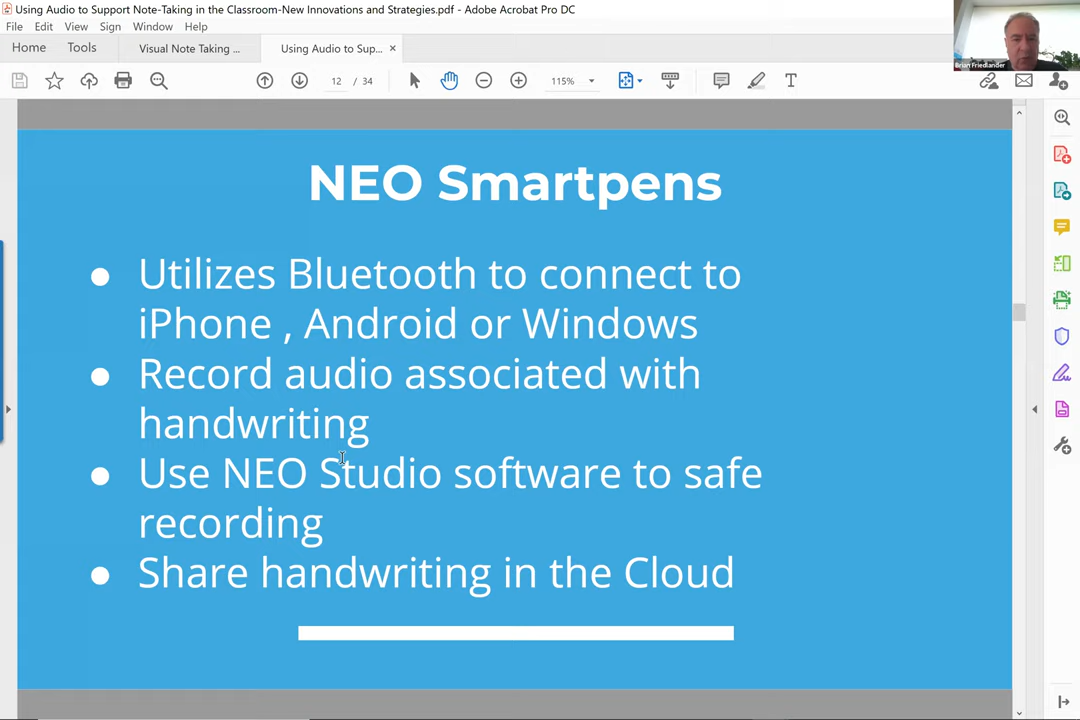 Using Audio to Support Note-Taking in the Classroom-New Innovations and Strategies.pdf - Adobe Acrobat Pro DC
File Edit View Sign Window Help
Home Tools Visual Note Taking ... Using Audio to Sup... ×
12 / 34 115%
Brian Friedlander
NEO Smartpens
● Utilizes Bluetooth to connect to
iPhone , Android or Windows
● Record audio associated with
handwriting
● Use NEO Studio software to safe
recording
● Share handwriting in the Cloud